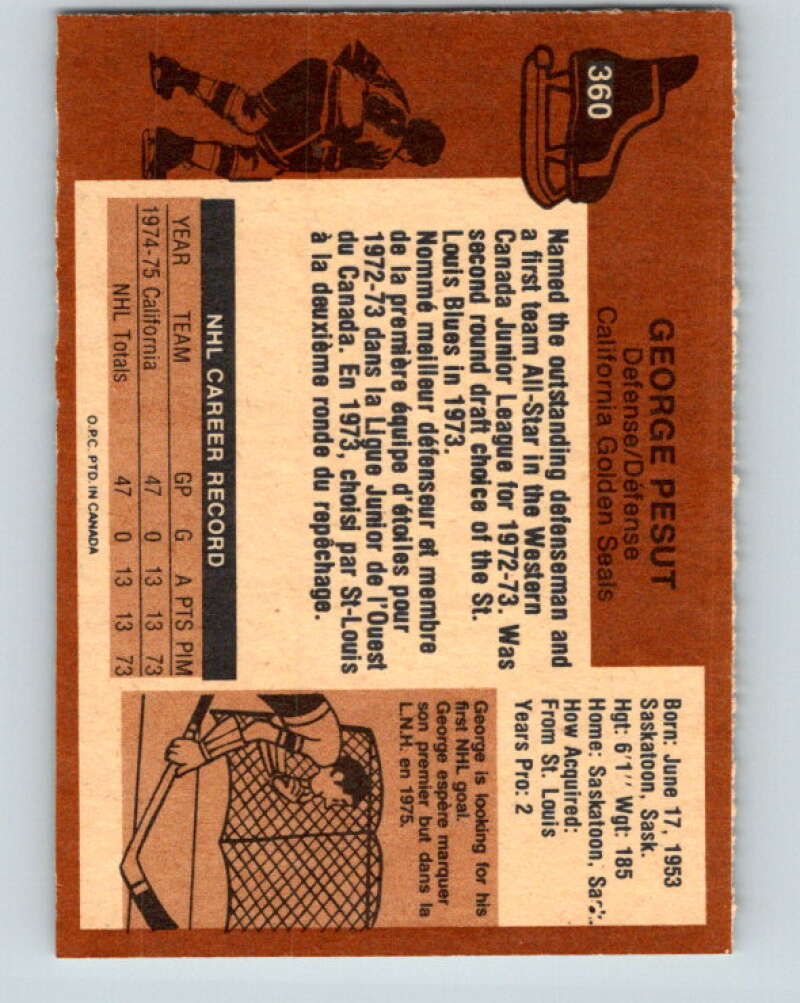 360
GEORGE PESUT
Defense/Défense
California Golden Seals
Named the outstanding defenseman and
a first team All-Star in the Western
Canada Junior League for 1972-73. Was
second round draft choice of the St.
Louis Blues in 1973.
Nommé meilleur défenseur et membre
de la première équipe d'étoiles pour
1972-73 dans la Ligue Junior de l'Ouest
du Canada. En 1973, choisi par St-Louis
à la deuxième ronde du repêchage.
NHL CAREER RECORD
YEAR TEAM GP G A PTS PIM
1974-75 California 47 0 13 13 73
NHL Totals 47 0 13 13 73
O.P.C. PTD. IN CANADA
Born: June 17, 1953
Saskatoon, Sask.
Hgt: 6'1'' Wgt: 185
Home: Saskatoon,
How Acquired:
From St. Louis
Years Pro: 2
George is looking for his
first NHL goal.
George espère marquer
son premier but dans la
L.N.H. en 1975.